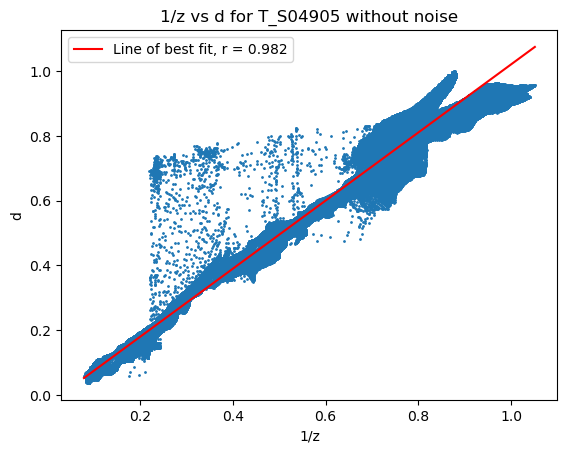 1/z vs d for T_S04905 without noise
Line of best fit, r = 0.982
1.0
0.8
0.6
0.4
0.2
0.0
d
0.2 0.4 0.6 0.8 1.0
1/z